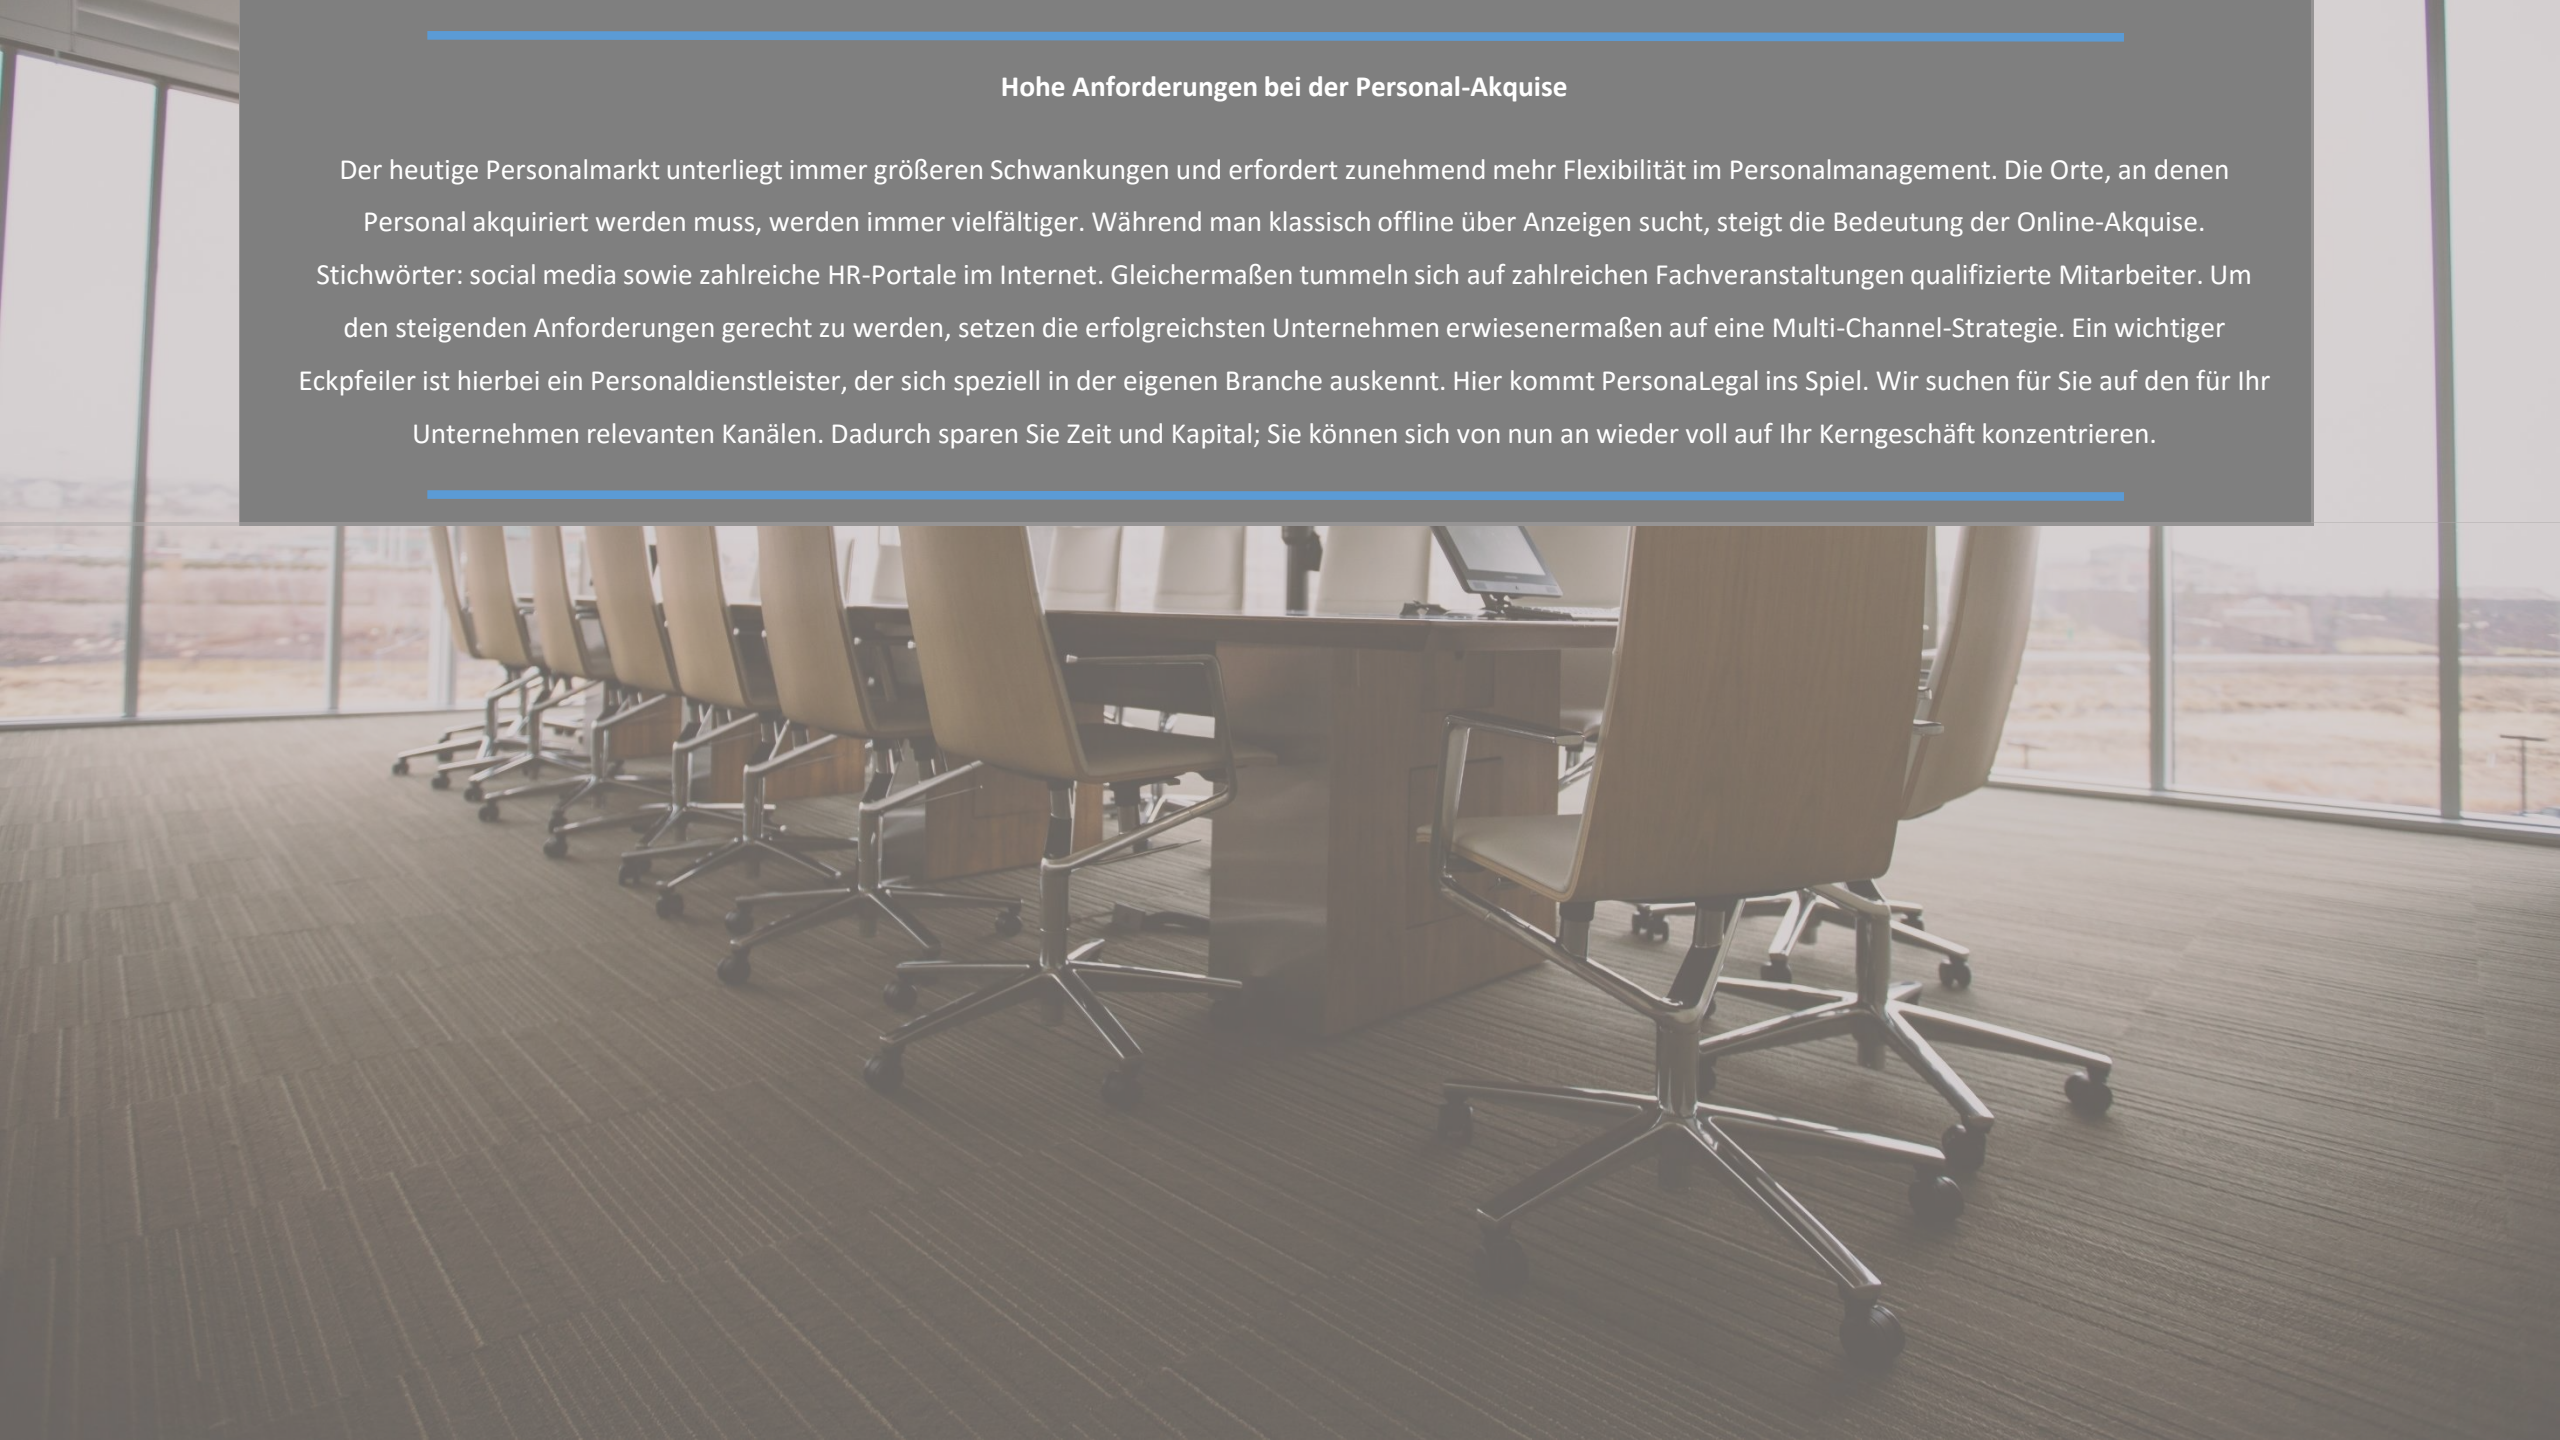 Hohe Anforderungen bei der Personal-Akquise
Der heutige Personalmarkt unterliegt immer größeren Schwankungen und erfordert zunehmend mehr Flexibilität im Personalmanagement. Die Orte, an denen
Personal akquiriert werden muss, werden immer vielfältiger. Während man klassisch offline über Anzeigen sucht, steigt die Bedeutung der Online-Akquise.
Stichwörter: social media sowie zahlreiche HR-Portale im Internet. Gleichermaßen tummeln sich auf zahlreichen Fachveranstaltungen qualifizierte Mitarbeiter. Um
den steigenden Anforderungen gerecht zu werden, setzen die erfolgreichsten Unternehmen erwiesenermaßen auf eine Multi-Channel-Strategie. Ein wichtiger
Eckpfeiler ist hierbei ein Personaldienstleister, der sich speziell in der eigenen Branche auskennt. Hier kommt PersonaLegal ins Spiel. Wir suchen für Sie auf den für Ihr
Unternehmen relevanten Kanälen. Dadurch sparen Sie Zeit und Kapital; Sie können sich von nun an wieder voll auf Ihr Kerngeschäft konzentrieren.